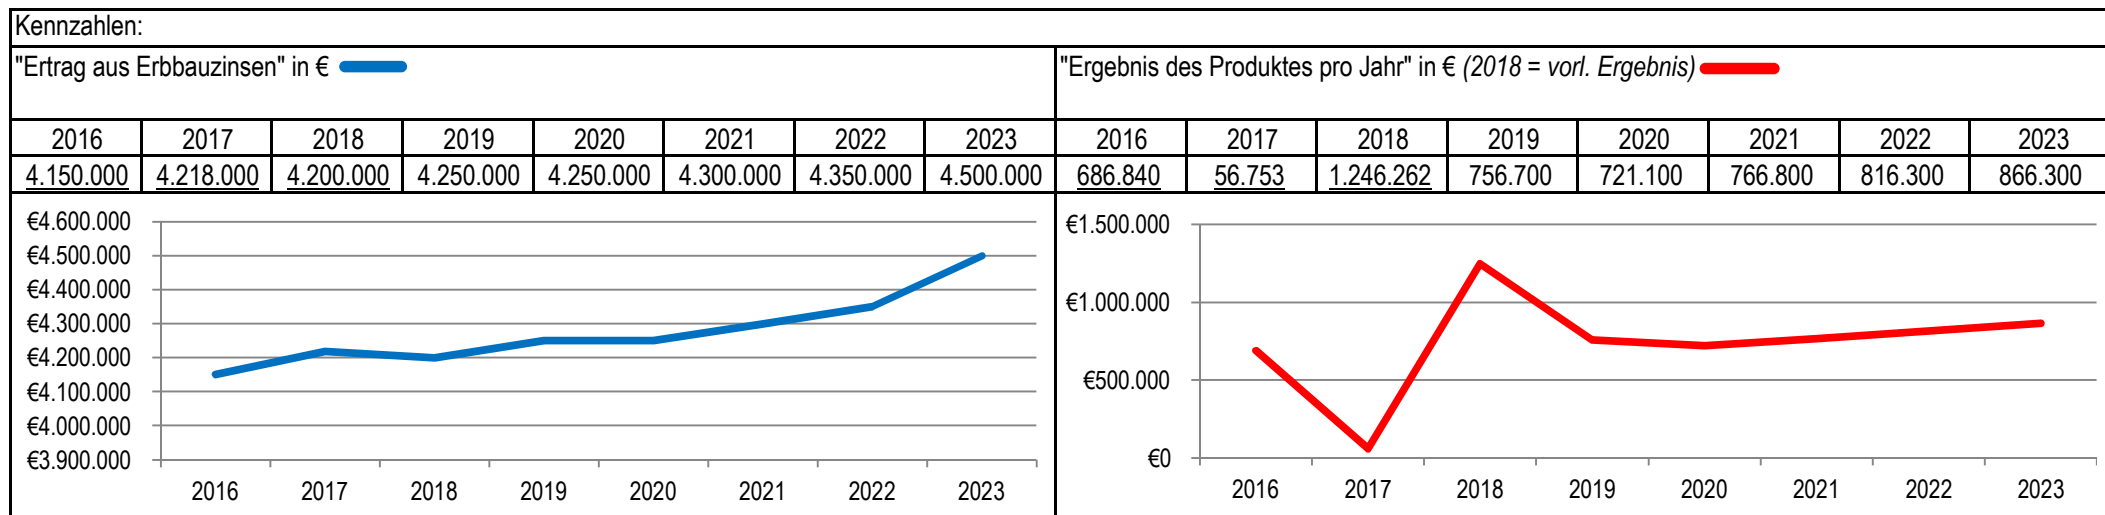 Kennzahlen:
"Ertrag aus Erbbauzinsen" in €
"Ergebnis des Produktes pro Jahr" in € (2018 = vorl. Ergebnis)
2016 2017 2018 2019 2020 2021 2022 2023 2016 2017 2018 2019 2020 2021 2022 2023
4.150.000 4.218.000 4.200.000 4.250.000 4.250.000 4.300.000 4.350.000 4.500.000 686.840 56.753 1.246.262 756.700 721.100 766.800 816.300 866.300
€4.600.000
€4.500.000
€4.400.000
€4.300.000
€4.200.000
€4.100.000
€4.000.000
€3.900.000
2016 2017 2018 2019 2020 2021 2022 2023
€1.500.000
€1.000.000
€500.000
€0
2016 2017 2018 2019 2020 2021 2022 2023